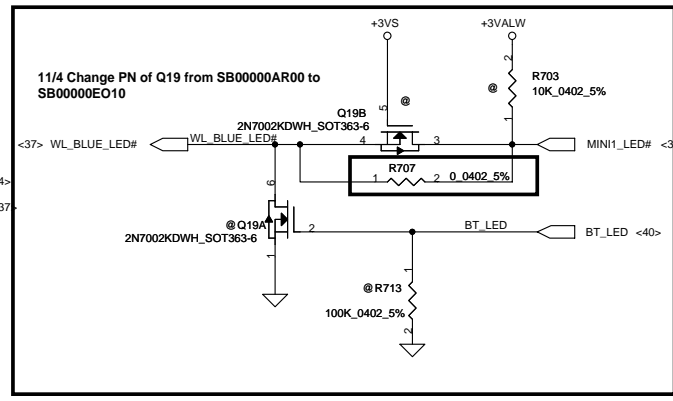 +3VS
+3VALW
11/4 Change PN of Q19 from SB00000AR00 to
SB00000EO10
@
@
2
R703
10K_0402_5%
1
5
Q19B
2N7002KDWH_SOT363-6
<37>
WL_BLUE_LED#
WL_BLUE_LED#
4
3
MINI1_LED#
<3
R707
1
2
0_0402_5%
4>
37
6
@Q19A
2N7002KDWH_SOT363-6
2
1
BT_LED
BT_LED
<40>
1
@R713
100K_0402_5%
2